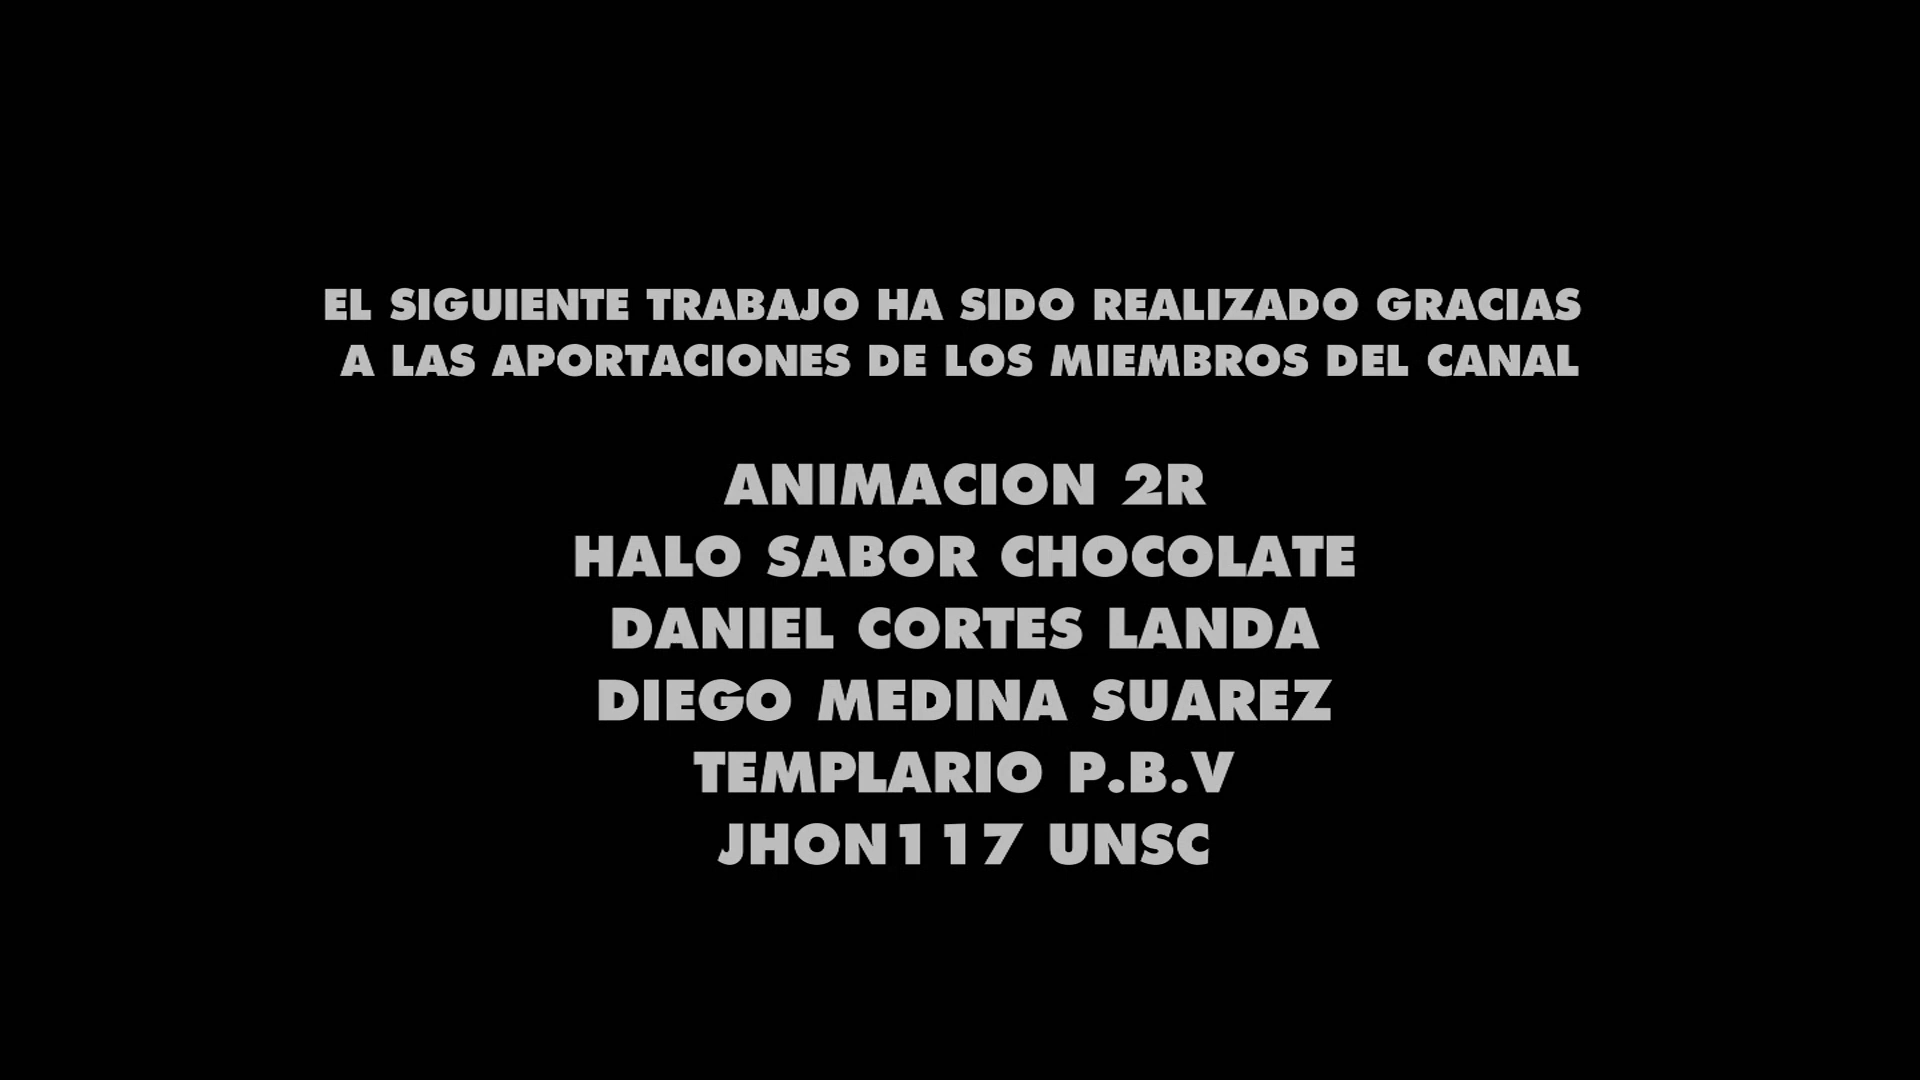 EL SIGUIENTE TRABAJO HA SIDO REALIZADO GRACIAS
A LAS APORTACIONES DE LOS MIEMBROS DEL CANAL
ANIMACION 2R
HALO SABOR CHOCOLATE
DANIEL CORTES LANDA
DIEGO MEDINA SUAREZ
TEMPLARIO P.B.V
JHON117 UNSC